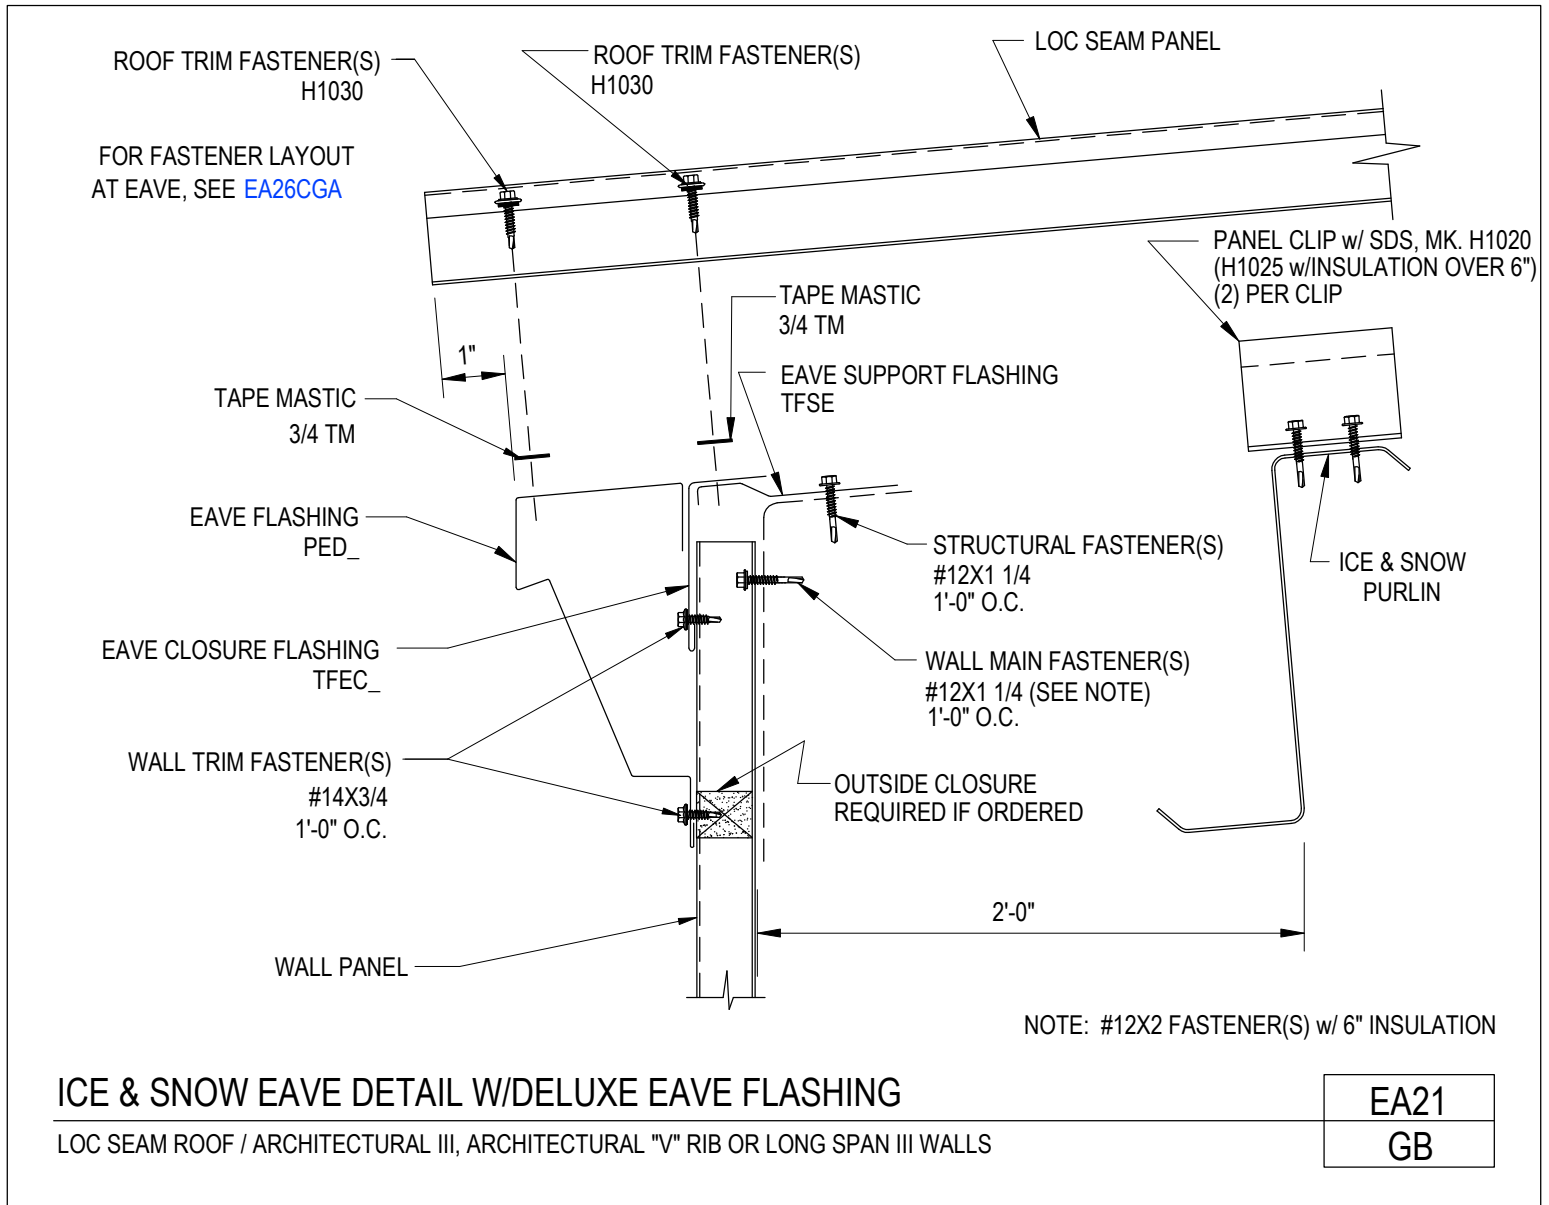 ROOF TRIM FASTENER(S)
H1030
ROOF TRIM FASTENER(S)
H1030
LOC SEAM PANEL
FOR FASTENER LAYOUT
AT EAVE, SEE EA26CGA
PANEL CLIP w/ SDS, MK. H1020
(H1025 w/INSULATION OVER 6")
(2) PER CLIP
TAPE MASTIC
3/4 TM
1"
EAVE SUPPORT FLASHING
TFSE
TAPE MASTIC
3/4 TM
EAVE FLASHING
PED_
STRUCTURAL FASTENER(S)
#12X1 1/4
1'-0" O.C.
ICE & SNOW
PURLIN
EAVE CLOSURE FLASHING
TFEC_
WALL MAIN FASTENER(S)
#12X1 1/4 (SEE NOTE)
1'-0" O.C.
WALL TRIM FASTENER(S)
#14X3/4
1'-0" O.C.
OUTSIDE CLOSURE
REQUIRED IF ORDERED
2'-0"
WALL PANEL
NOTE: #12X2 FASTENER(S) w/ 6" INSULATION
ICE & SNOW EAVE DETAIL W/DELUXE EAVE FLASHING
EA21
LOC SEAM ROOF / ARCHITECTURAL III, ARCHITECTURAL "V" RIB OR LONG SPAN III WALLS
GB